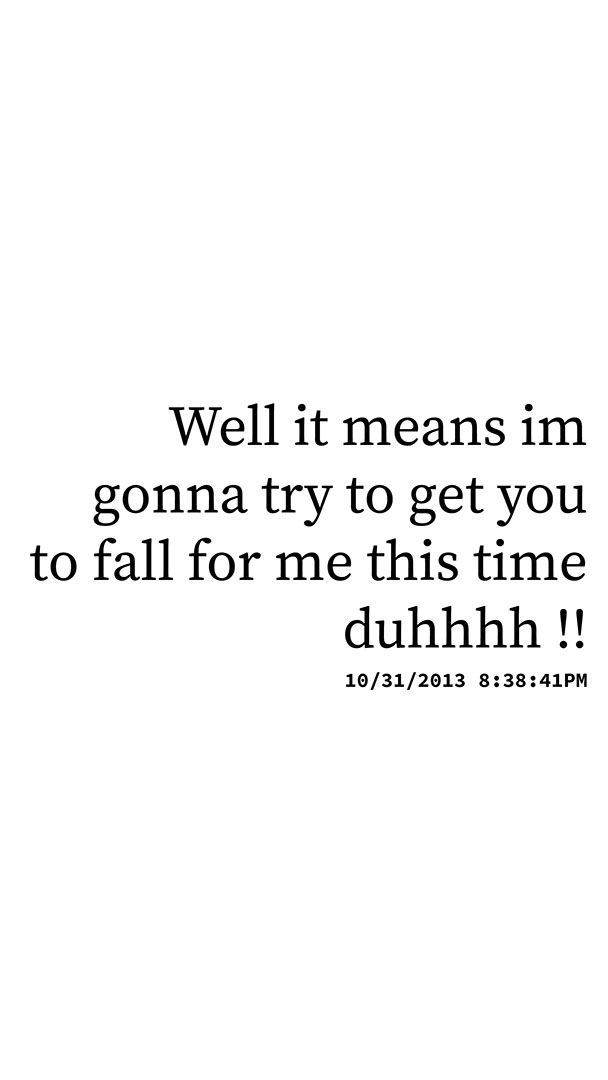 Well it means im
gonna try to get you
to fall for me this time
duhhhh !!
10/31/2013 8:38:41PM